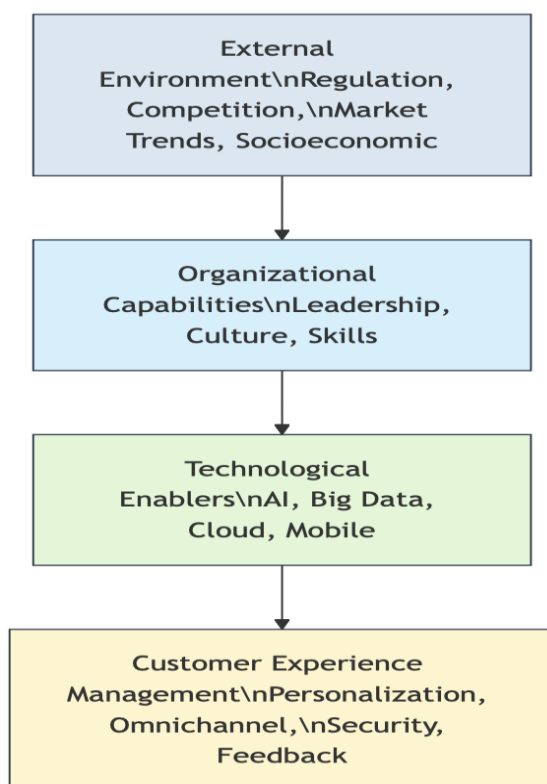 External
Environment\nRegulation,
Competition,\nMarket
Trends, Socioeconomic
Organizational
Capabilities\nLeadership,
Culture, Skills
Technological
Enablers\nAI, Big Data,
Cloud, Mobile
Customer Experience
Management\nPersonalization,
Omnichannel,\nSecurity,
Feedback